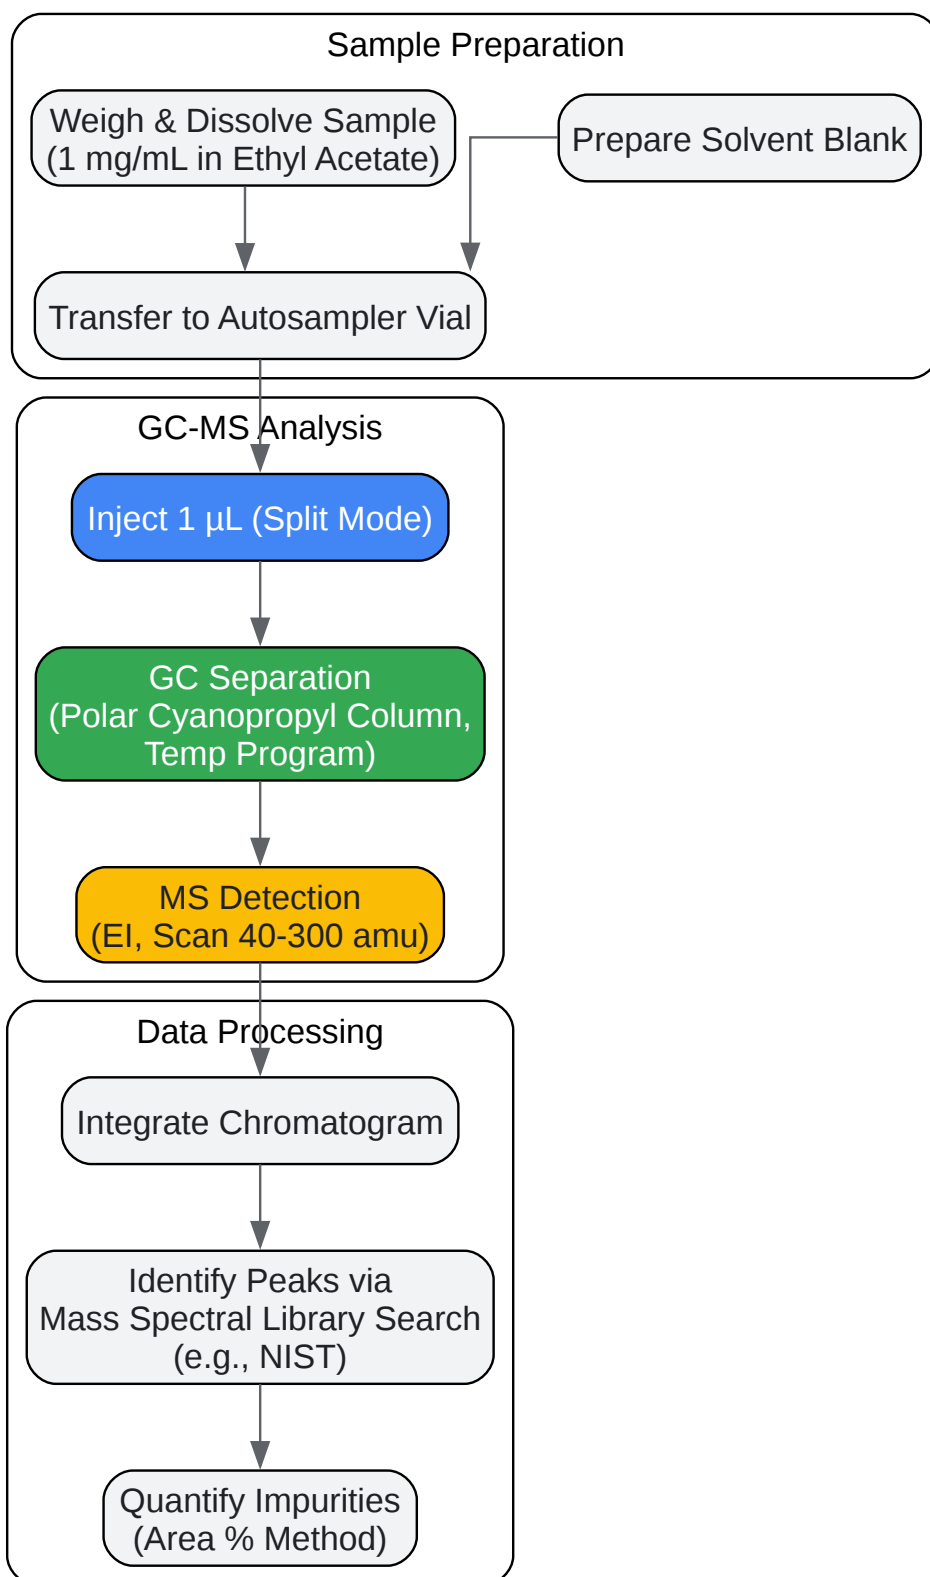 Sample Preparation
Weigh & Dissolve Sample
(1 mg/mL in Ethyl Acetate)
Prepare Solvent Blank
Transfer to Autosampler Vial
GC-MS Analysis
Inject 1 µL (Split Mode)
GC Separation
(Polar Cyanopropyl Column,
Temp Program)
MS Detection
(EI, Scan 40-300 amu)
Data Processing
Integrate Chromatogram
Identify Peaks via
Mass Spectral Library Search
(e.g., NIST)
Quantify Impurities
(Area % Method)